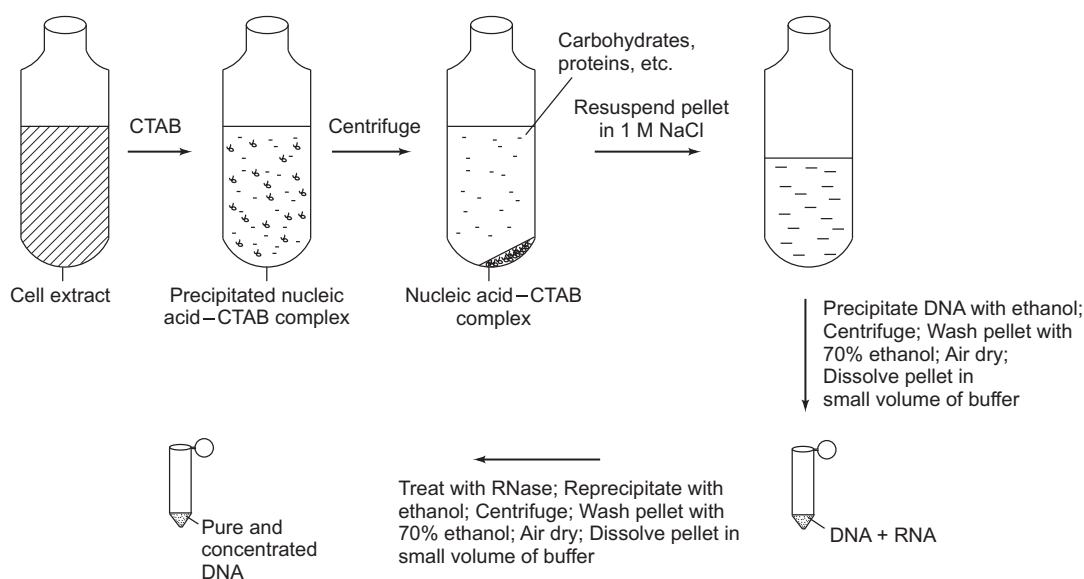 CTAB
Centrifuge
Carbohydrates,
proteins, etc.
Resuspend pellet
in 1 M NaCl
Cell extract
Precipitated nucleic
acid–CTAB complex
Nucleic acid–CTAB
complex
Precipitate DNA with ethanol;
Centrifuge; Wash pellet with
70% ethanol; Air dry;
Dissolve pellet in
small volume of buffer
DNA + RNA
Treat with RNase; Reprecipitate with
ethanol; Centrifuge; Wash pellet with
70% ethanol; Air dry; Dissolve pellet in
small volume of buffer
Pure and
concentrated
DNA